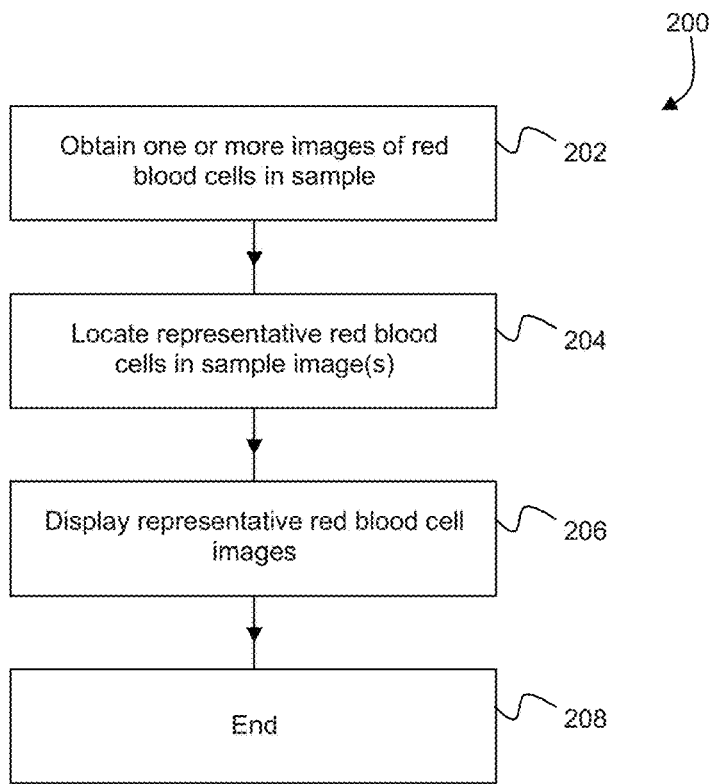 200
Obtain one or more images of red
blood cells in sample
202
Locate representative red blood
cells in sample image(s)
204
Display representative red blood cell
images
206
End
208